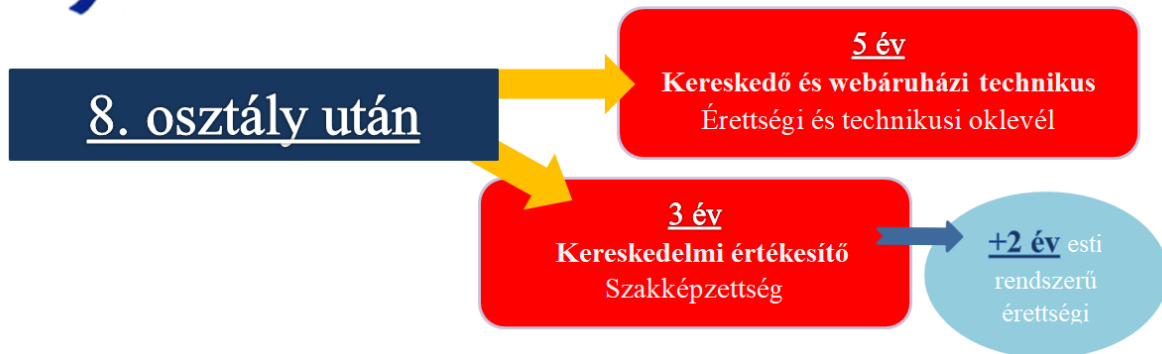 8. osztály után
5 év
Kereskedő és webáruházi technikus
Érettségi és technikusi oklevél
3 év
Kereskedelmi értékesítő
Szakképzettség
+2 év esti
rendszerű
érettségi